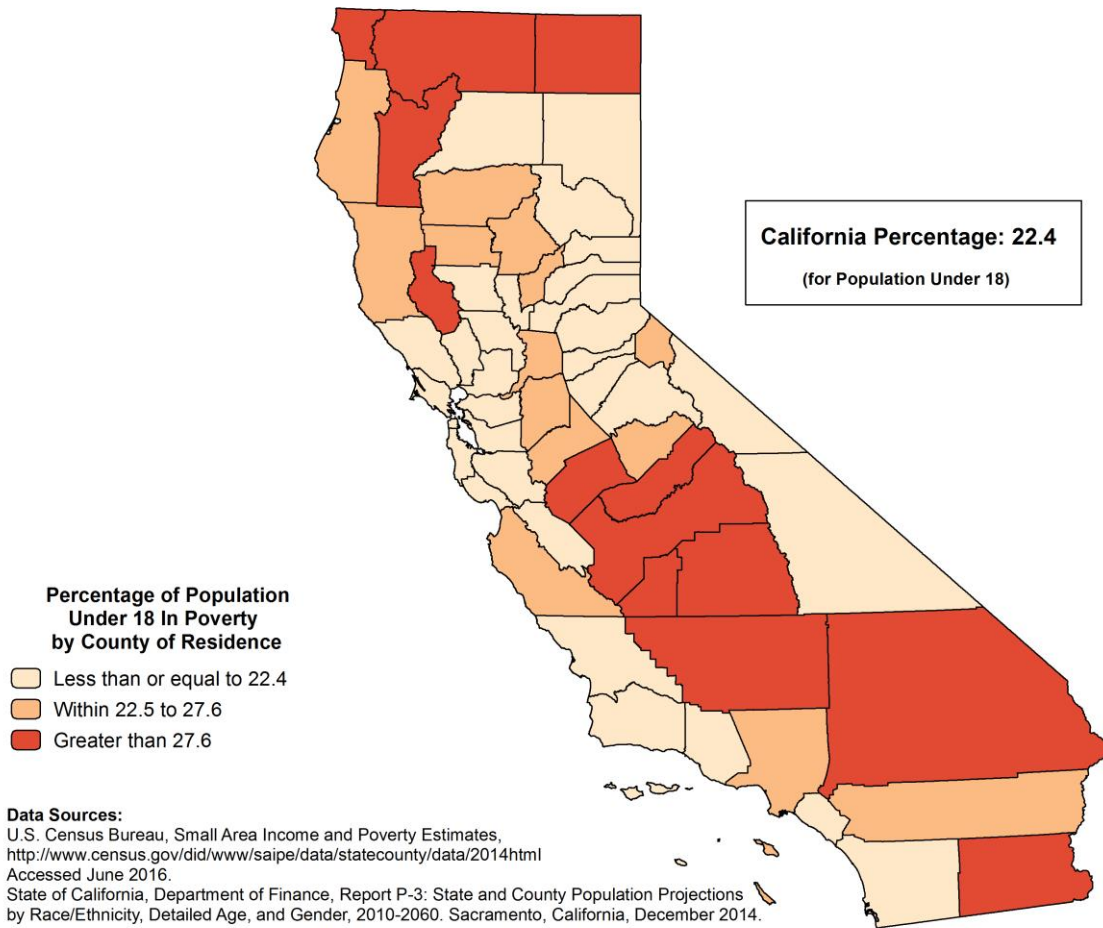 California Percentage: 22.4
(for Population Under 18)
Percentage of Population
Under 18 In Poverty
by County of Residence
Less than or equal to 22.4
Within 22.5 to 27.6
Greater than 27.6
Data Sources:
U.S. Census Bureau, Small Area Income and Poverty Estimates,
http://www.census.gov/did/www/saipe/data/statecounty/data/2014html
Accessed June 2016.
State of California, Department of Finance, Report P-3: State and County Population Projections
by Race/Ethnicity, Detailed Age, and Gender, 2010-2060. Sacramento, California, December 2014.